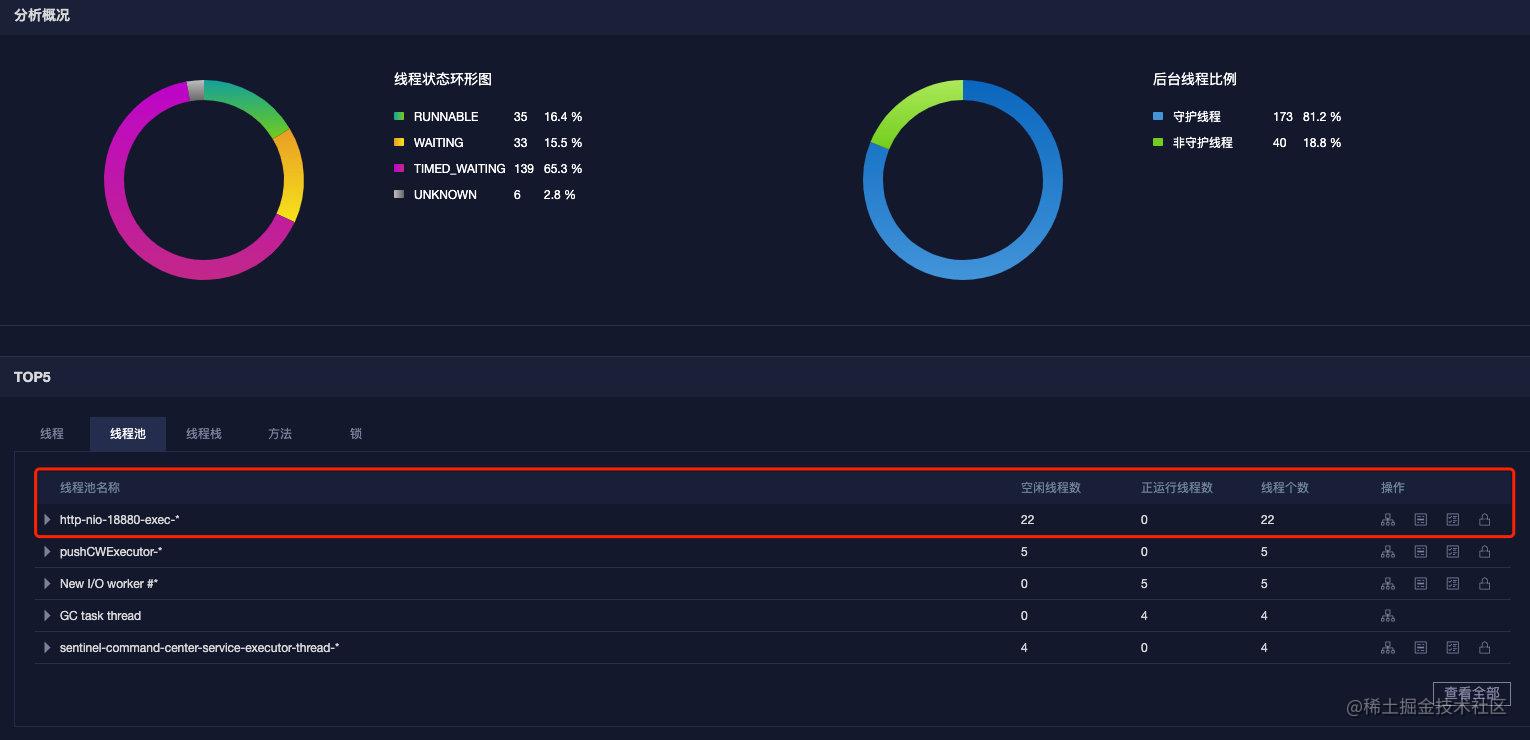 分析概况
线程状态环形图
RUNNABLE 35 16.4 %
WAITING 33 15.5 %
TIMED_WAITING 139 65.3 %
UNKNOWN 6 2.8 %
后台线程比例
守护线程 173 81.2 %
非守护线程 40 18.8 %
TOP5
线程 线程池 线程栈 方法 锁
线程池名称 空闲线程数 正运行线程数 线程个数 操作
http-nio-18880-exec-* 22 0 22
pushCWExecutor-* 5 0 5
New I/O worker #* 0 5 5
GC task thread 0 4 4
sentinel-command-center-service-executor-thread-* 4 0 4
查看全部
@稀土掘金技术社区